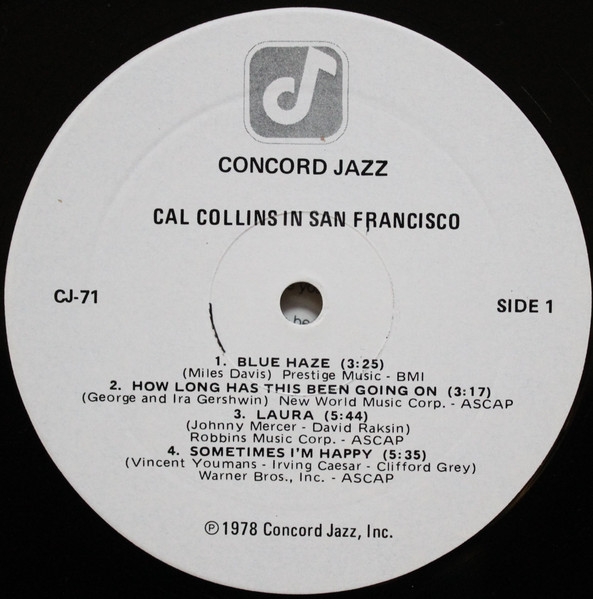 CONCORD JAZZ
CAL COLLINS IN SAN FRANCISCO
CJ-71
SIDE 1
1. BLUE HAZE (3:25)
(Miles Davis) Prestige Music - BMI
2. HOW LONG HAS THIS BEEN GOING ON (3:17)
(George and Ira Gershwin) New World Music Corp. - ASCAP
3. LAURA (5:44)
(Johnny Mercer - David Raksin)
Robbins Music Corp. - ASCAP
4. SOMETIMES I'M HAPPY (5:35)
(Vincent Youmans - Irving Caesar - Clifford Grey)
Warner Bros., Inc. - ASCAP
℗ 1978 Concord Jazz, Inc.